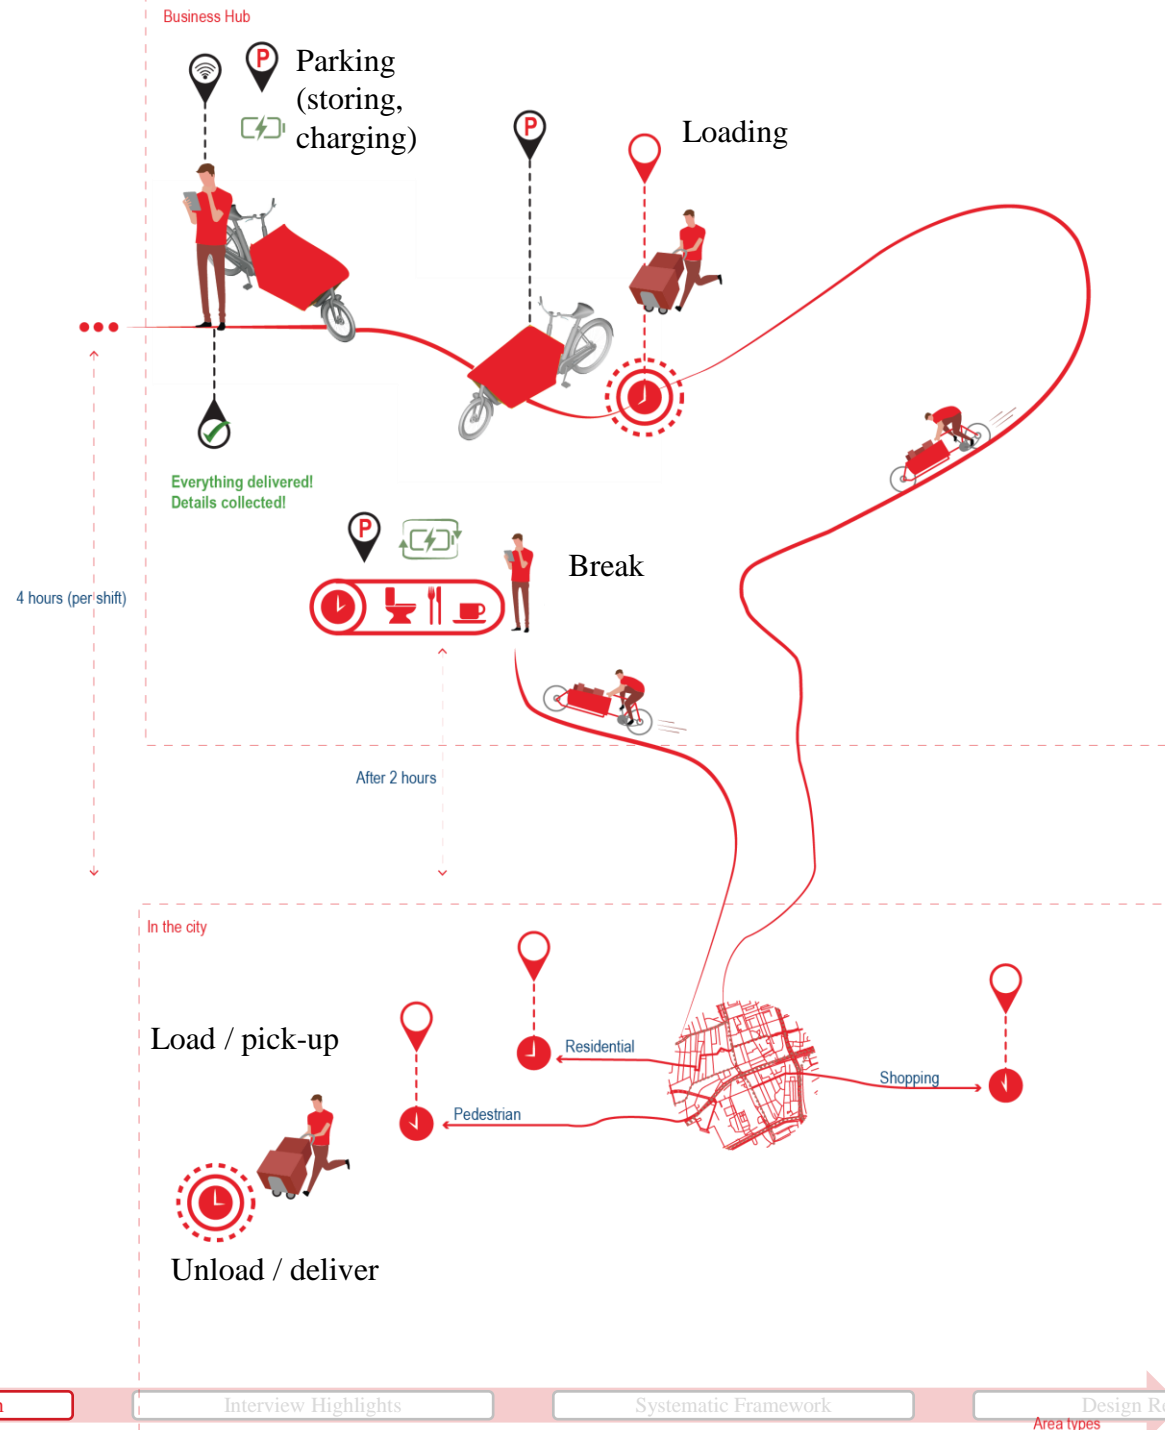 Business Hub
P
Parking
(storing,
charging)
P
Loading
Everything delivered!
Details collected!
P
Break
4 hours (per shift)
After 2 hours
In the city
Load / pick-up
Residential
Shopping
Pedestrian
Unload / deliver
Interview Highlights
Systematic Framework
Design
Area types